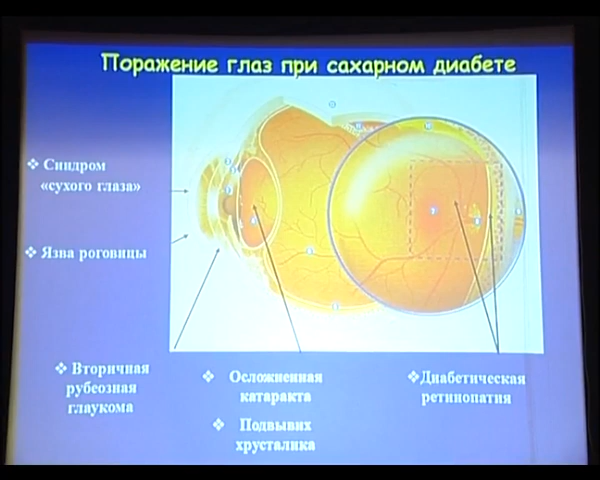 Поражение глаз при сахарном диабете
❖ Синдром
«сухого глаза»
❖ Язва роговицы
❖ Вторичная
рубеозная
глаукома
❖ Осложненная
катаракта
❖ Подвывих
хрусталика
❖Диабетическая
ретинопатия